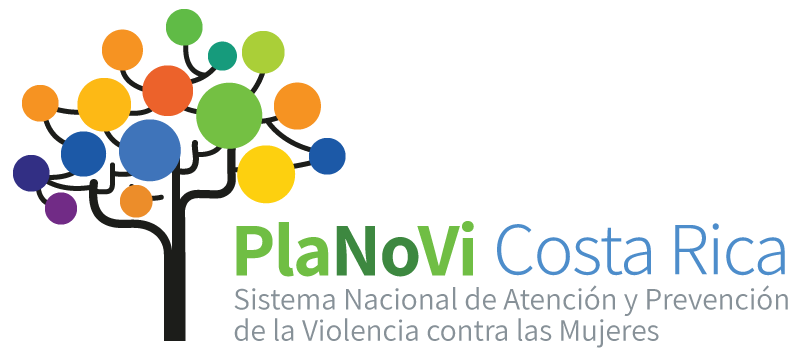 PlaNoVi Costa Rica
Sistema Nacional de Atención y Prevención
de la Violencia contra las Mujeres